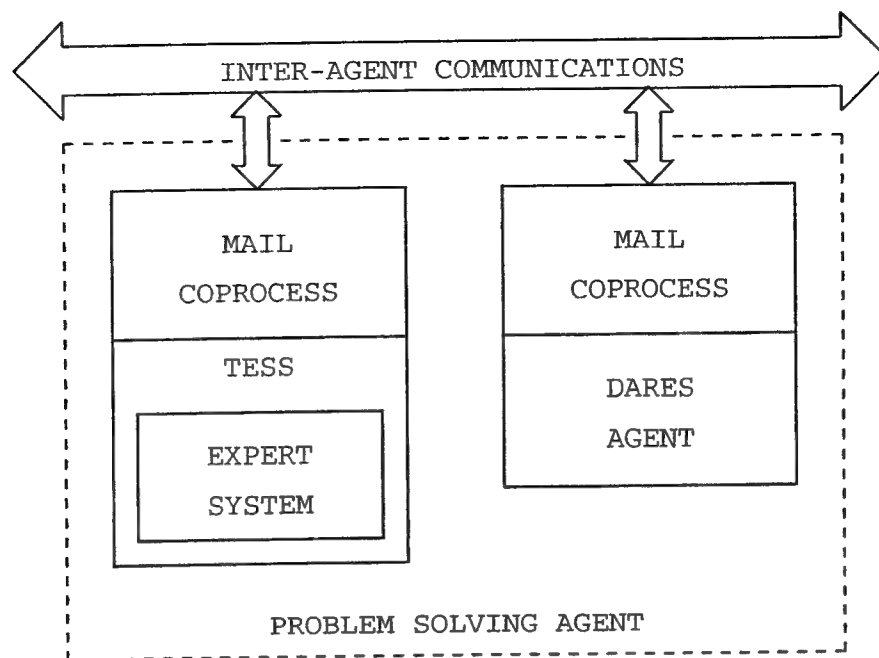 INTER-AGENT COMMUNICATIONS
MAIL
COPROCESS
TESS
EXPERT
SYSTEM
MAIL
COPROCESS
DARES
AGENT
PROBLEM SOLVING AGENT